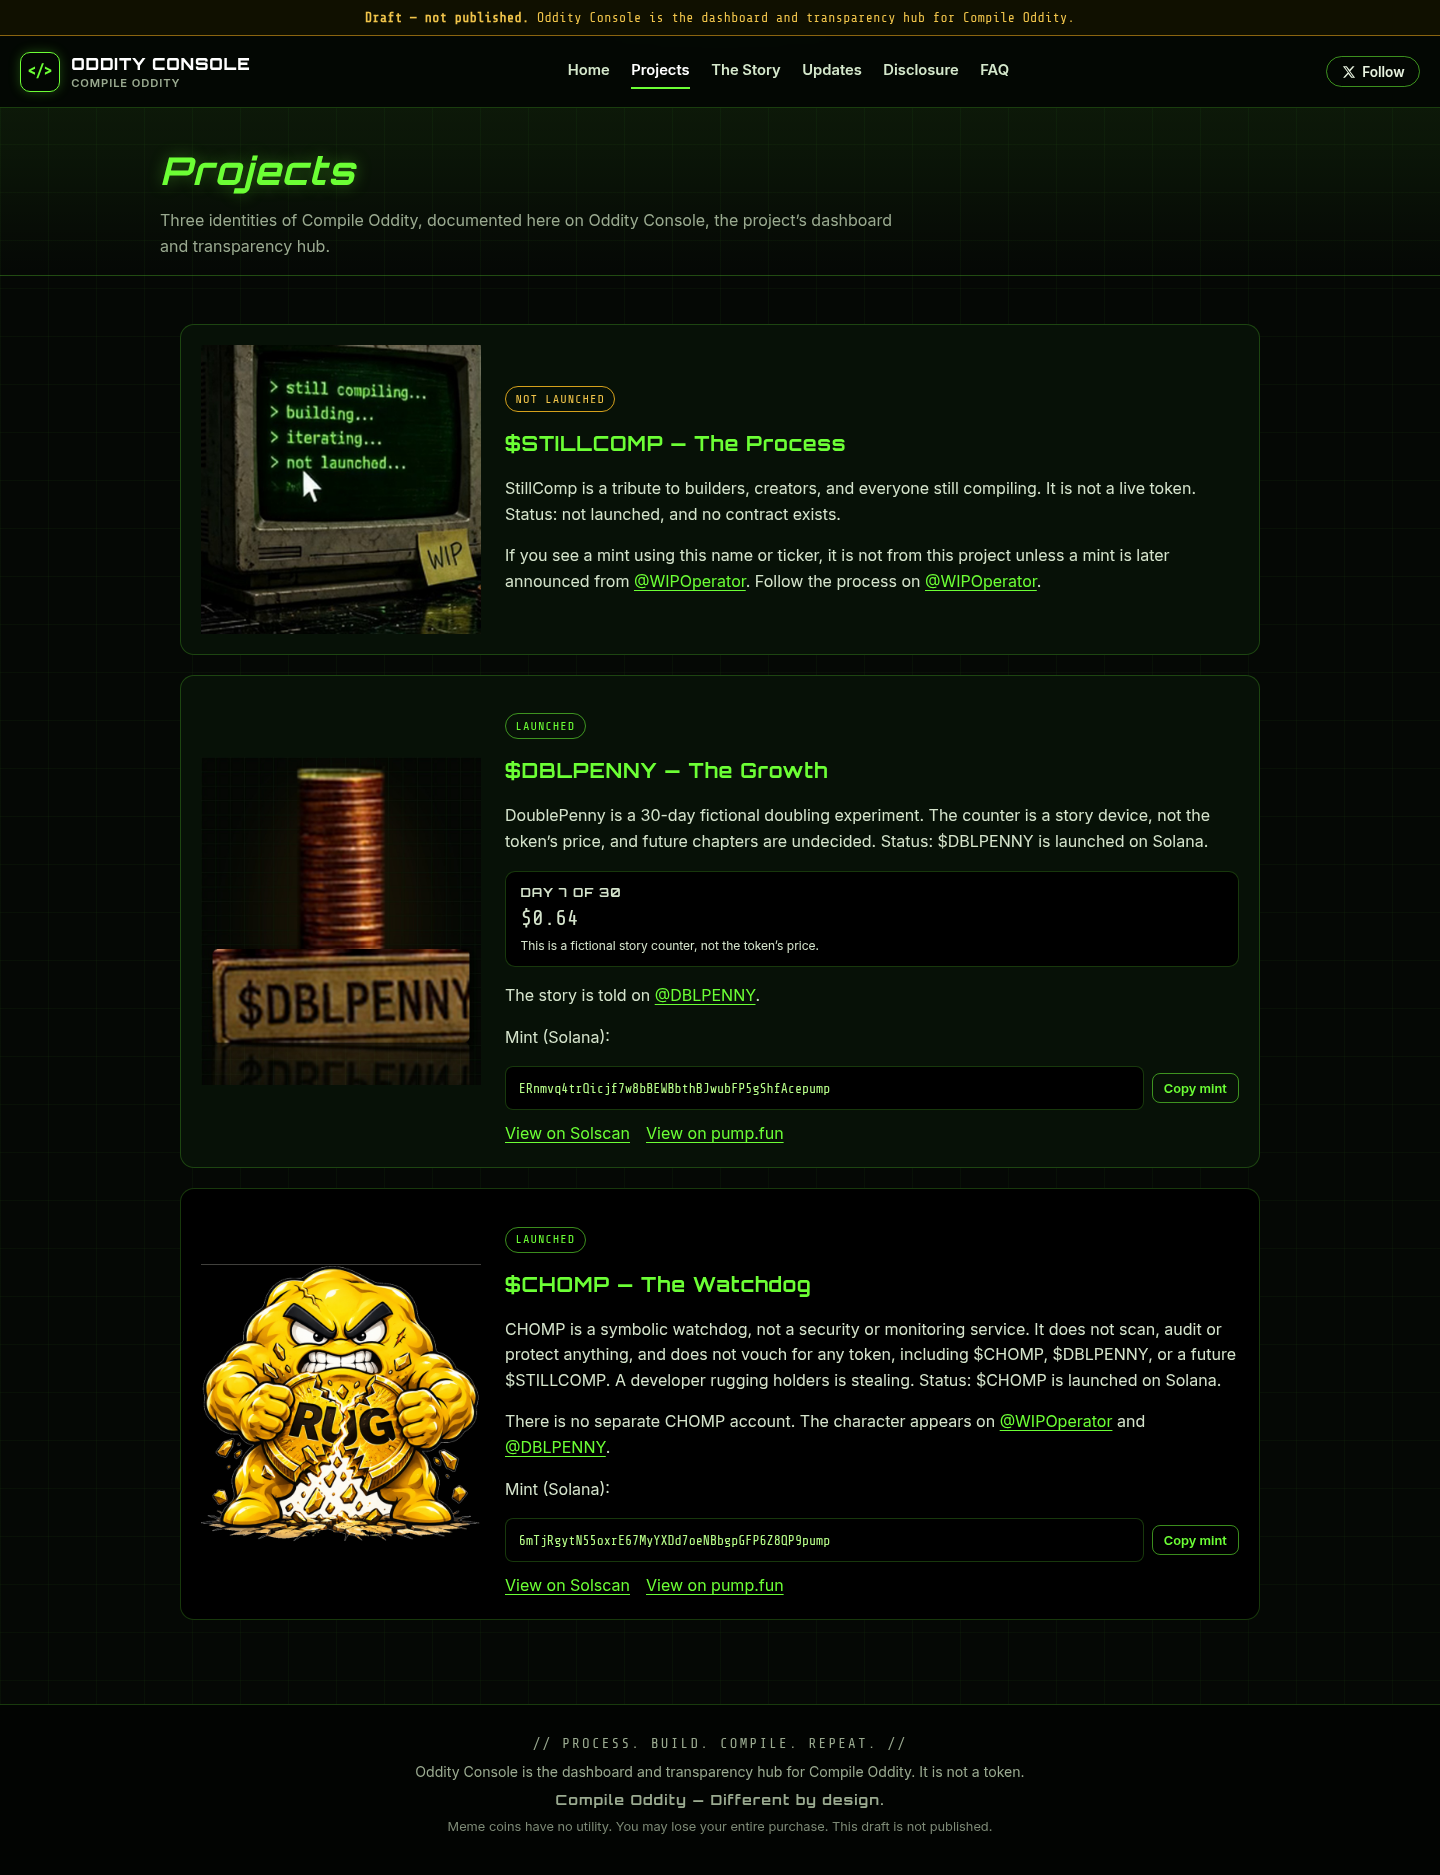 Draft — not published. Oddity Console is the dashboard and transparency hub for Compile Oddity.
</>
ODDITY CONSOLE
COMPILE ODDITY
Home Projects The Story Updates Disclosure FAQ
Follow
Projects
Three identities of Compile Oddity, documented here on Oddity Console, the project’s dashboard
and transparency hub.
> still compiling...
> building...
> iterating...
> not launched...
WIP
NOT LAUNCHED
$STILLCOMP — The Process
StillComp is a tribute to builders, creators, and everyone still compiling. It is not a live token.
Status: not launched, and no contract exists.
If you see a mint using this name or ticker, it is not from this project unless a mint is later
announced from @WIPOperator. Follow the process on @WIPOperator.
$DBLPENNY
LAUNCHED
$DBLPENNY — The Growth
DoublePenny is a 30-day fictional doubling experiment. The counter is a story device, not the
token’s price, and future chapters are undecided. Status: $DBLPENNY is launched on Solana.
DAY 7 OF 30
$0.64
This is a fictional story counter, not the token’s price.
The story is told on @DBLPENNY.
Mint (Solana):
ERnmvq4trQicjf7w8bBEWBbthBJwubFP5gShfAcepump
Copy mint
View on Solscan View on pump.fun
RUG
LAUNCHED
$CHOMP — The Watchdog
CHOMP is a symbolic watchdog, not a security or monitoring service. It does not scan, audit or
protect anything, and does not vouch for any token, including $CHOMP, $DBLPENNY, or a future
$STILLCOMP. A developer rugging holders is stealing. Status: $CHOMP is launched on Solana.
There is no separate CHOMP account. The character appears on @WIPOperator and
@DBLPENNY.
Mint (Solana):
6mTjRgytN55oxrE67MyYXDd7oeNBbgpGFP6Z8QP9pump
Copy mint
View on Solscan View on pump.fun
// PROCESS. BUILD. COMPILE. REPEAT. //
Oddity Console is the dashboard and transparency hub for Compile Oddity. It is not a token.
Compile Oddity — Different by design.
Meme coins have no utility. You may lose your entire purchase. This draft is not published.